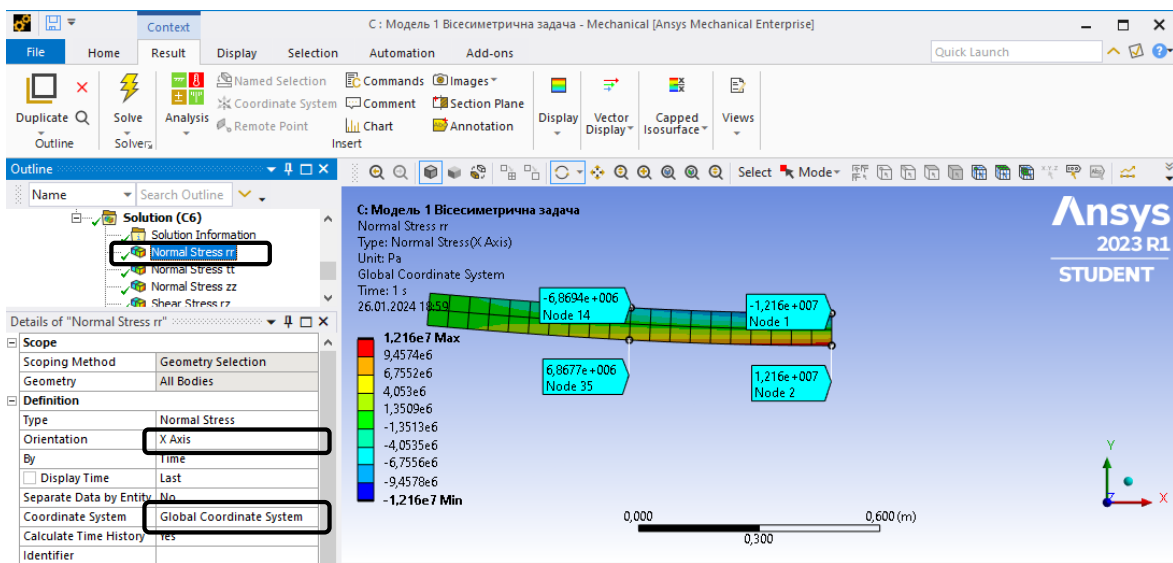 Context
С : Модель 1 Вісесиметрична задача - Mechanical [Ansys Mechanical Enterprise]
File Home Result Display Selection Automation Add-ons Quick Launch
Duplicate Q
Outline
Solve
Solvers
Analysis
Named Selection
Coordinate System
Remote Point
Commands
Comment
Chart
Images
Section Plane
Annotation
Insert
Display
Vector Display
Capped Isosurface
Views
Outline
Name Search Outline
Select Mode
Solution (C6)
Solution Information
Normal Stress rr
Normal Stress tt
Normal Stress zz
Shear Stress rz
Details of "Normal Stress rr"
Scope
Scoping Method Geometry Selection
Geometry All Bodies
Definition
Type Normal Stress
Orientation X Axis
By Time
Display Time Last
Separate Data by Entity No
Coordinate System Global Coordinate System
Calculate Time History Yes
Identifier
С: Модель 1 Вісесиметрична задача
Normal Stress rr
Type: Normal Stress(X Axis)
Unit: Pa
Global Coordinate System
Time: 1 s
26.01.2024 18:59
1,216e7 Max
9,4574e6
6,7552e6
4,053e6
1,3509e6
-1,3513e6
-4,0535e6
-6,7556e6
-9,4578e6
-1,216e7 Min
-6,8694e+006
Node 14
-1,216e+007
Node 1
6,8677e+006
Node 35
1,216e+007
Node 2
Ansys
2023 R1
STUDENT
Y
Z
X
0,000 0,600 (m)
0,300